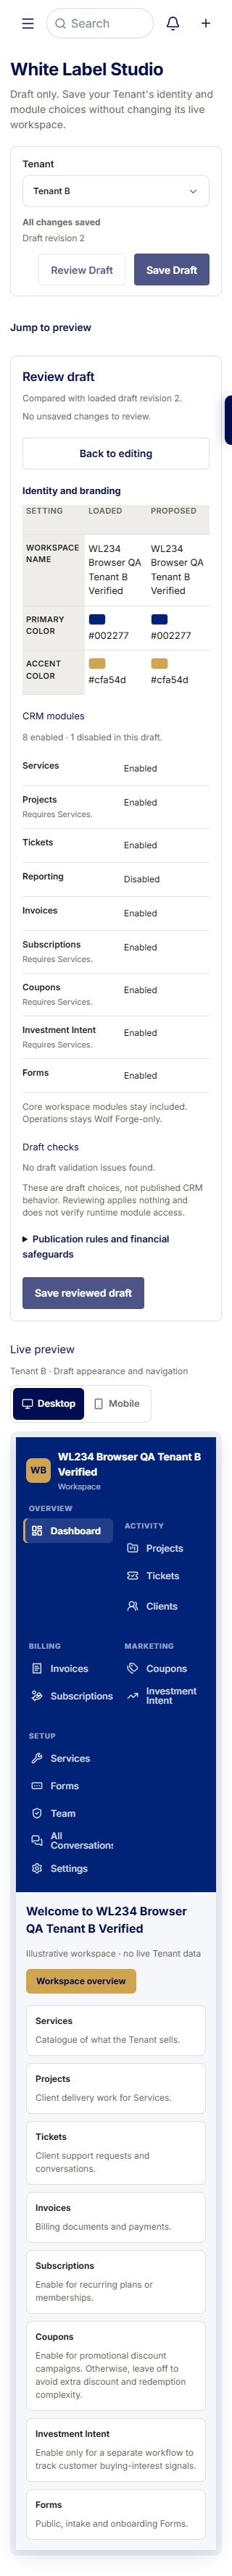 Search
White Label Studio
Draft only. Save your Tenant's identity and
module choices without changing its live
workspace.
Tenant
Tenant B
All changes saved
Draft revision 2
Review Draft
Save Draft
Jump to preview
Review draft
Compared with loaded draft revision 2.
No unsaved changes to review.
Back to editing
Identity and branding
SETTING LOADED PROPOSED
WORKSPACE NAME
WL234 Browser QA Tenant B Verified
WL234 Browser QA Tenant B Verified
PRIMARY COLOR
#002277
#002277
ACCENT COLOR
#cfa54d
#cfa54d
CRM modules
8 enabled · 1 disabled in this draft.
Services Enabled
Projects Enabled
Requires Services.
Tickets Enabled
Reporting Disabled
Invoices Enabled
Subscriptions Enabled
Requires Services.
Coupons Enabled
Requires Services.
Investment Intent Enabled
Requires Services.
Forms Enabled
Core workspace modules stay included.
Operations stays Wolf Forge-only.
Draft checks
No draft validation issues found.
These are draft choices, not published CRM
behavior. Reviewing applies nothing and
does not verify runtime module access.
Publication rules and financial
safeguards
Save reviewed draft
Live preview
Tenant B · Draft appearance and navigation
Desktop
Mobile
WB
WL234 Browser QA Tenant B
Verified
Workspace
OVERVIEW
Dashboard
ACTIVITY
Projects
Tickets
Clients
BILLING
Invoices
Subscriptions
MARKETING
Coupons
Investment
Intent
SETUP
Services
Forms
Team
All
Conversations
Settings
Welcome to WL234 Browser
QA Tenant B Verified
Illustrative workspace · no live Tenant data
Workspace overview
Services
Catalogue of what the Tenant sells.
Projects
Client delivery work for Services.
Tickets
Client support requests and
conversations.
Invoices
Billing documents and payments.
Subscriptions
Enable for recurring plans or
memberships.
Coupons
Enable for promotional discount
campaigns. Otherwise, leave off to
avoid extra discount and redemption
complexity.
Investment Intent
Enable only for a separate workflow to
track customer buying-interest signals.
Forms
Public, intake and onboarding Forms.